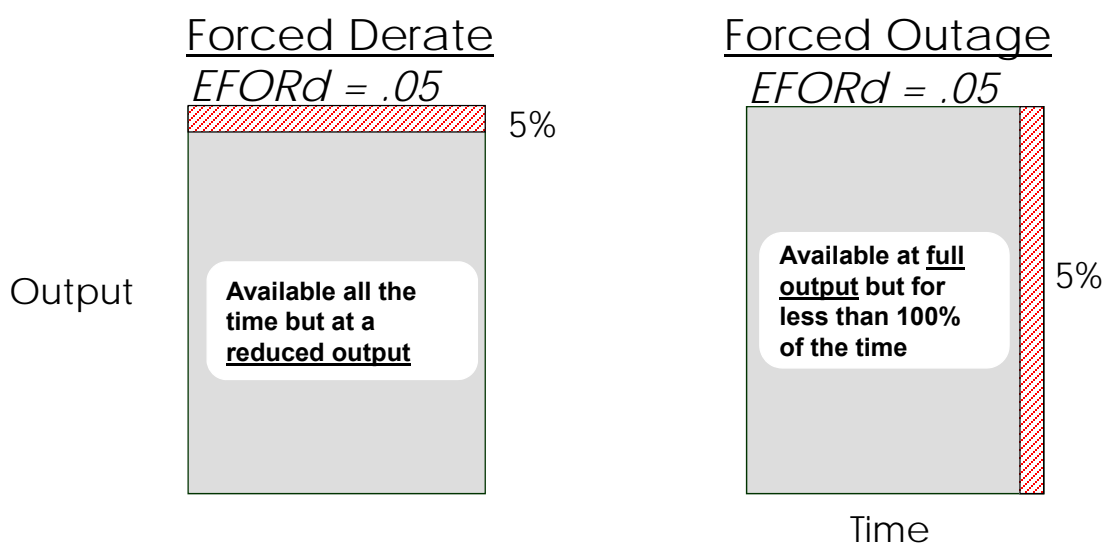 Forced Derate
EFORd = .05
5%
Output
Available all the
time but at a
reduced output
Forced Outage
EFORd = .05
Available at full
output but for
less than 100%
of the time
5%
Time